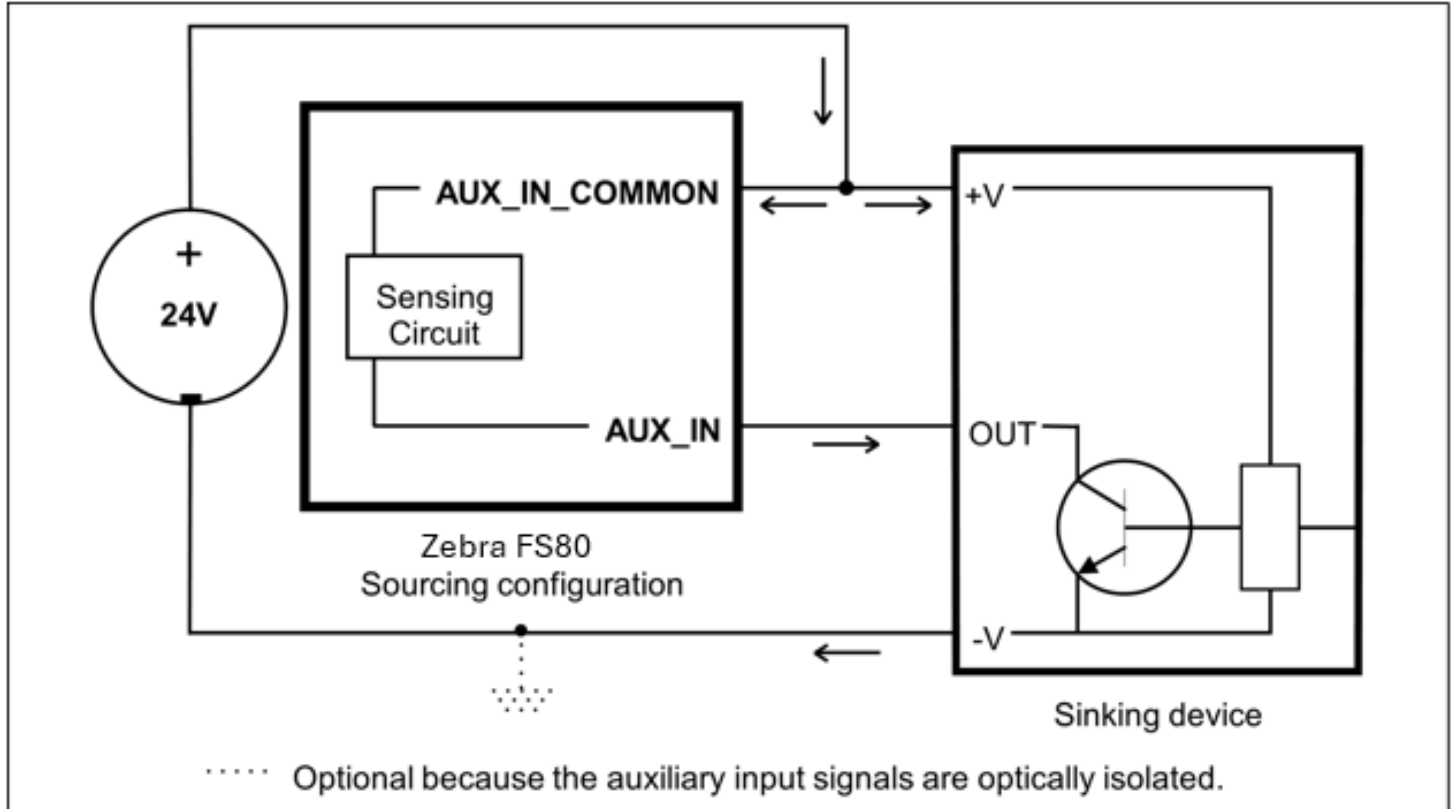 AUX_IN_COMMON
+V
+
24V
Sensing
Circuit
AUX_IN
OUT
Zebra FS80
Sourcing configuration
-V
Sinking device
Optional because the auxiliary input signals are optically isolated.